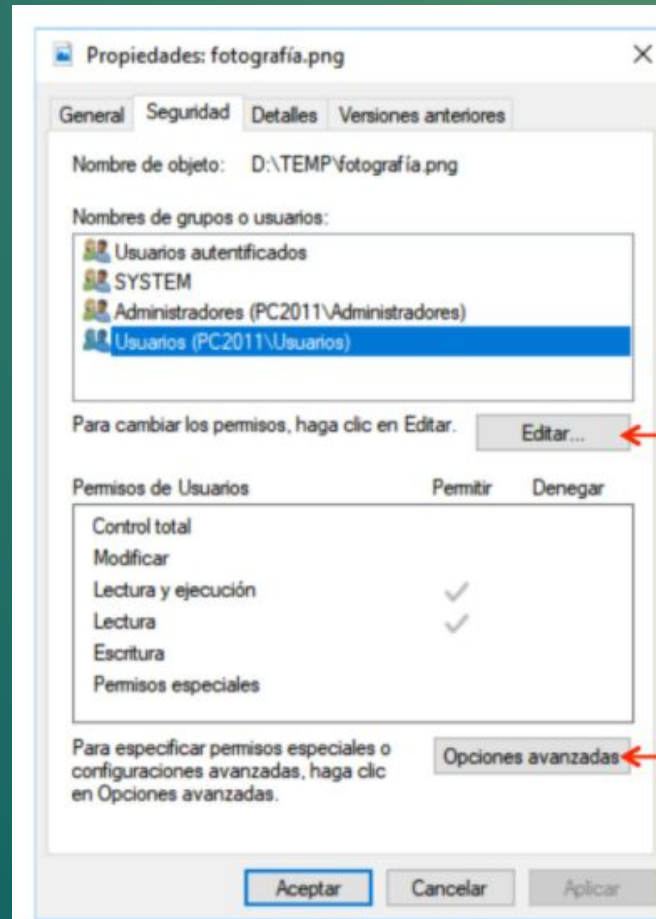 Propiedades: fotografía.png
General Seguridad Detalles Versiones anteriores
Nombre de objeto: D:\TEMP\fotografía.png
Nombres de grupos o usuarios:
Usuarios autentificados
SYSTEM
Administradores (PC2011\Administradores)
Usuarios (PC2011\Usuarios)
Para cambiar los permisos, haga clic en Editar. Editar...
Permisos de Usuarios Permitir Denegar
Control total
Modificar
Lectura y ejecución
Lectura
Escritura
Permisos especiales
Para especificar permisos especiales o
configuraciones avanzadas, haga clic
en Opciones avanzadas.
Opciones avanzadas
Aceptar Cancelar Aplicar